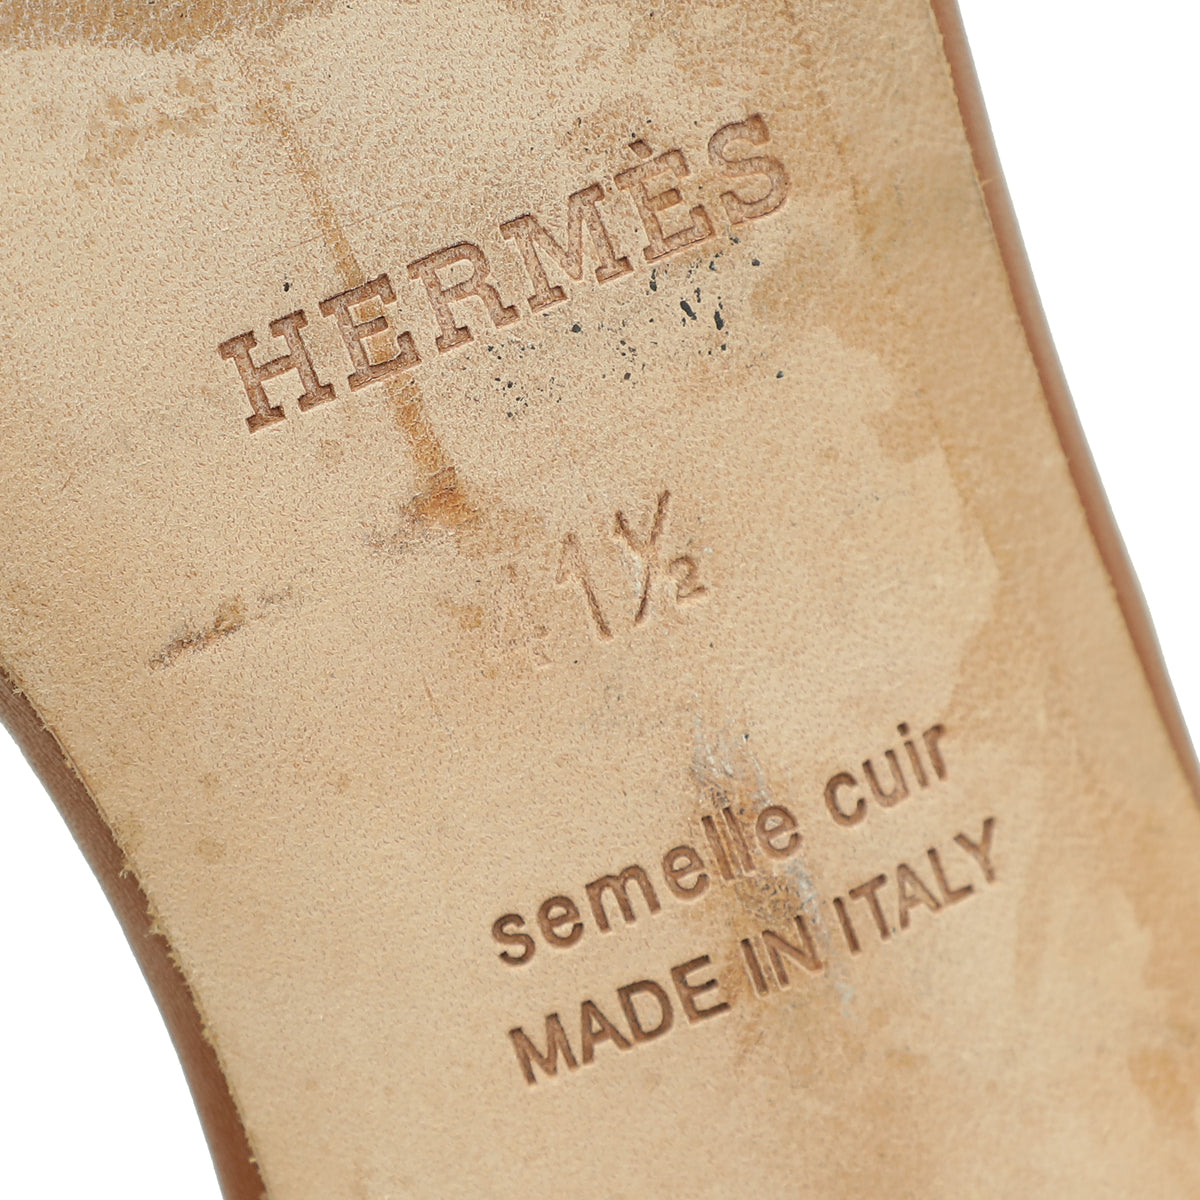 HERMÈS
1½
semelle cuir
MADE IN ITALY